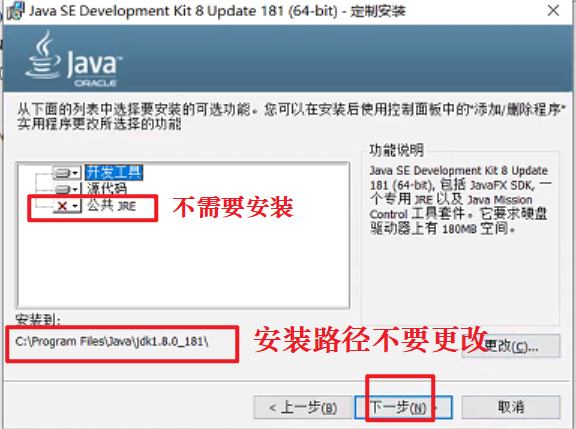 Java SE Development Kit 8 Update 181 (64-bit) - 定制安装
Java
ORACLE
从下面的列表中选择要安装的可选功能。您可以在安装后使用控制面板中的"添加/删除程序"
实用程序更改所选择的功能
开发工具
源代码
公共 JRE
不需要安装
功能说明
Java SE Development Kit 8 Update
181 (64-bit), 包括 JavaFX SDK, 一
个专用 JRE 以及 Java Mission
Control 工具套件。它要求硬盘
驱动器上有 180MB 空间。
安装到:
C:\Program Files\Java\jdk1.8.0_181\
安装路径不要更改
更改(C)...
< 上一步(B)
下一步(N) >
取消